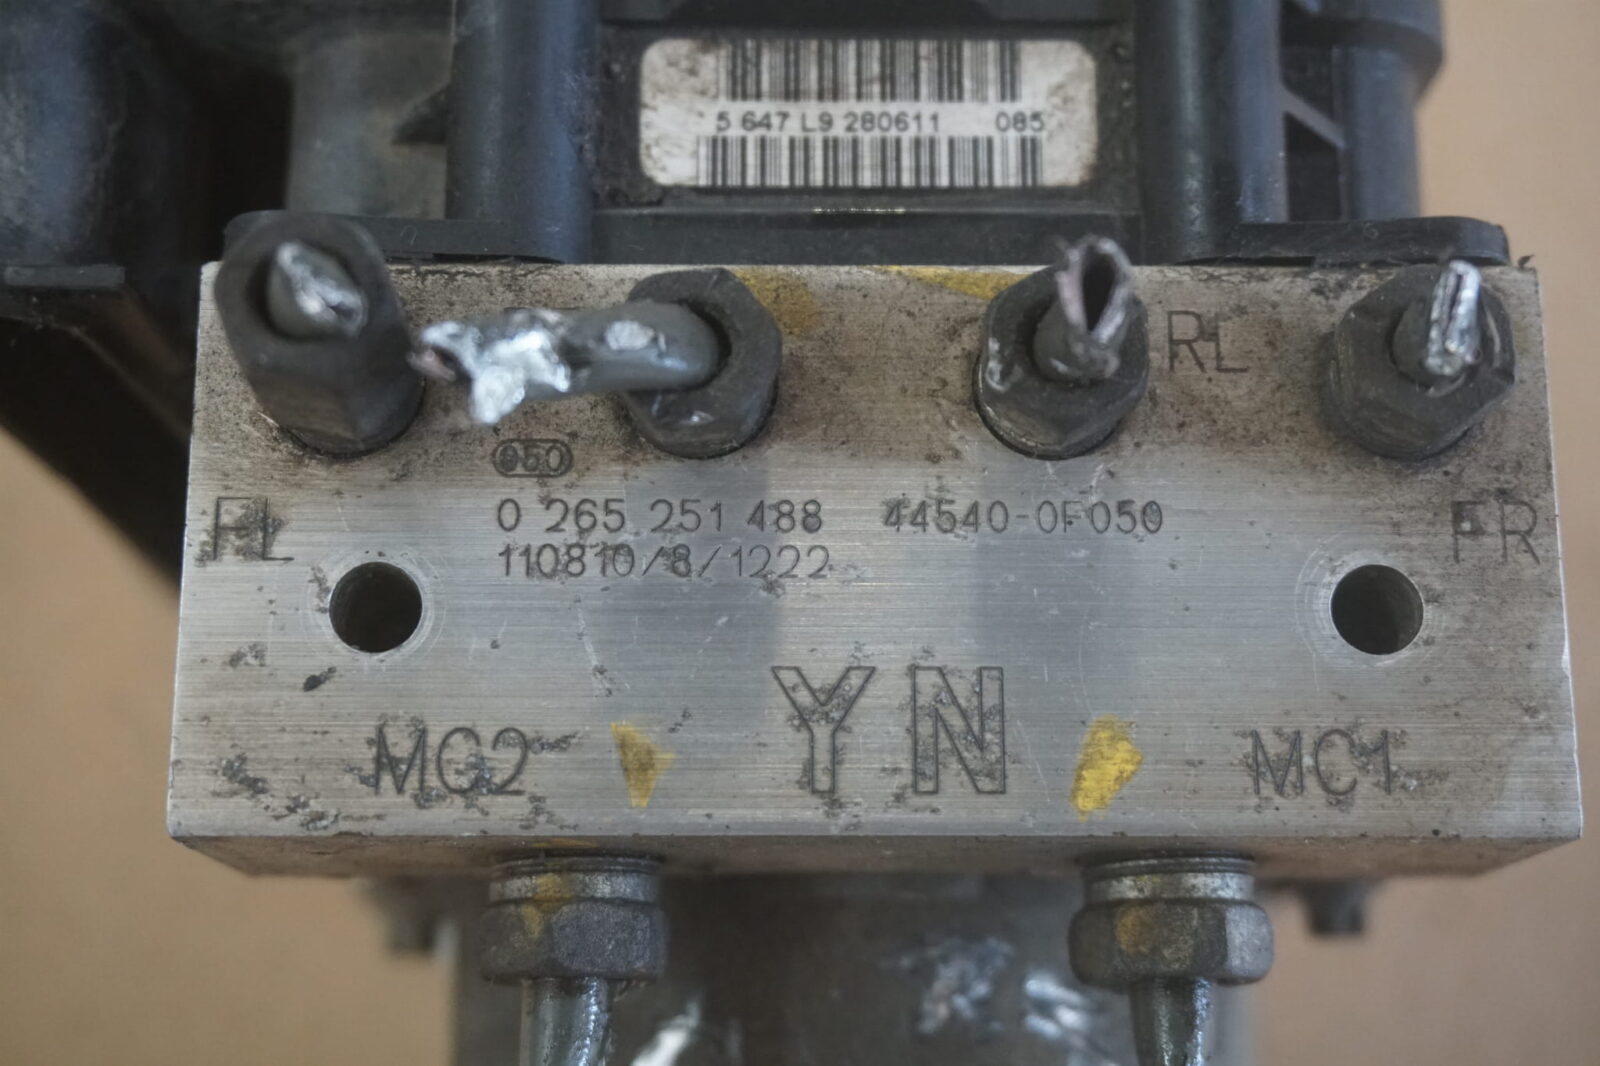 5 647 L9 280611 085
RL
050
FL
0 265 251 488 44540-0F050
FR
110810/8/1222
YN
MC2
MC1